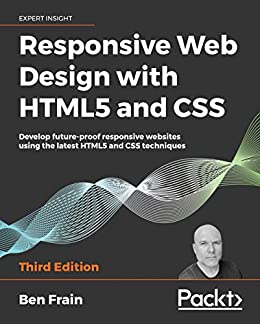 EXPERT INSIGHT
Responsive Web
Design with
HTML5 and CSS
Develop future-proof responsive websites
using the latest HTML5 and CSS techniques
Third Edition
Ben Frain
Packt>